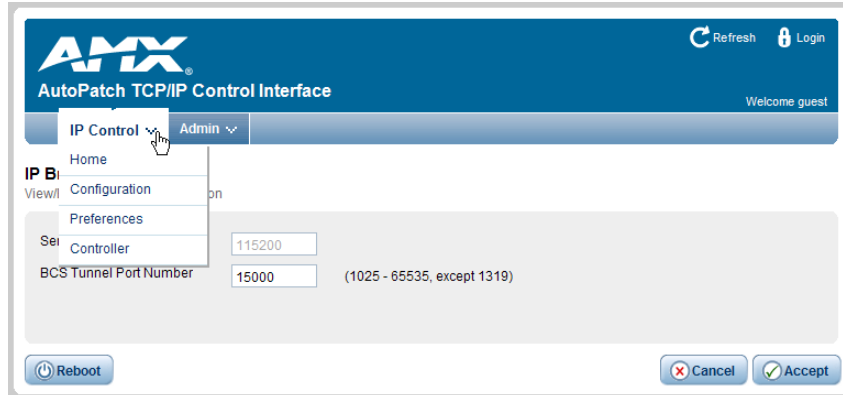 Refresh Login
AMX®
AutoPatch TCP/IP Control Interface
Welcome guest
IP Control Admin
Home
IP B
Configuration
View/ on
Preferences
Controller
Se 115200
BCS Tunnel Port Number 15000 (1025 - 65535, except 1319)
Reboot Cancel Accept